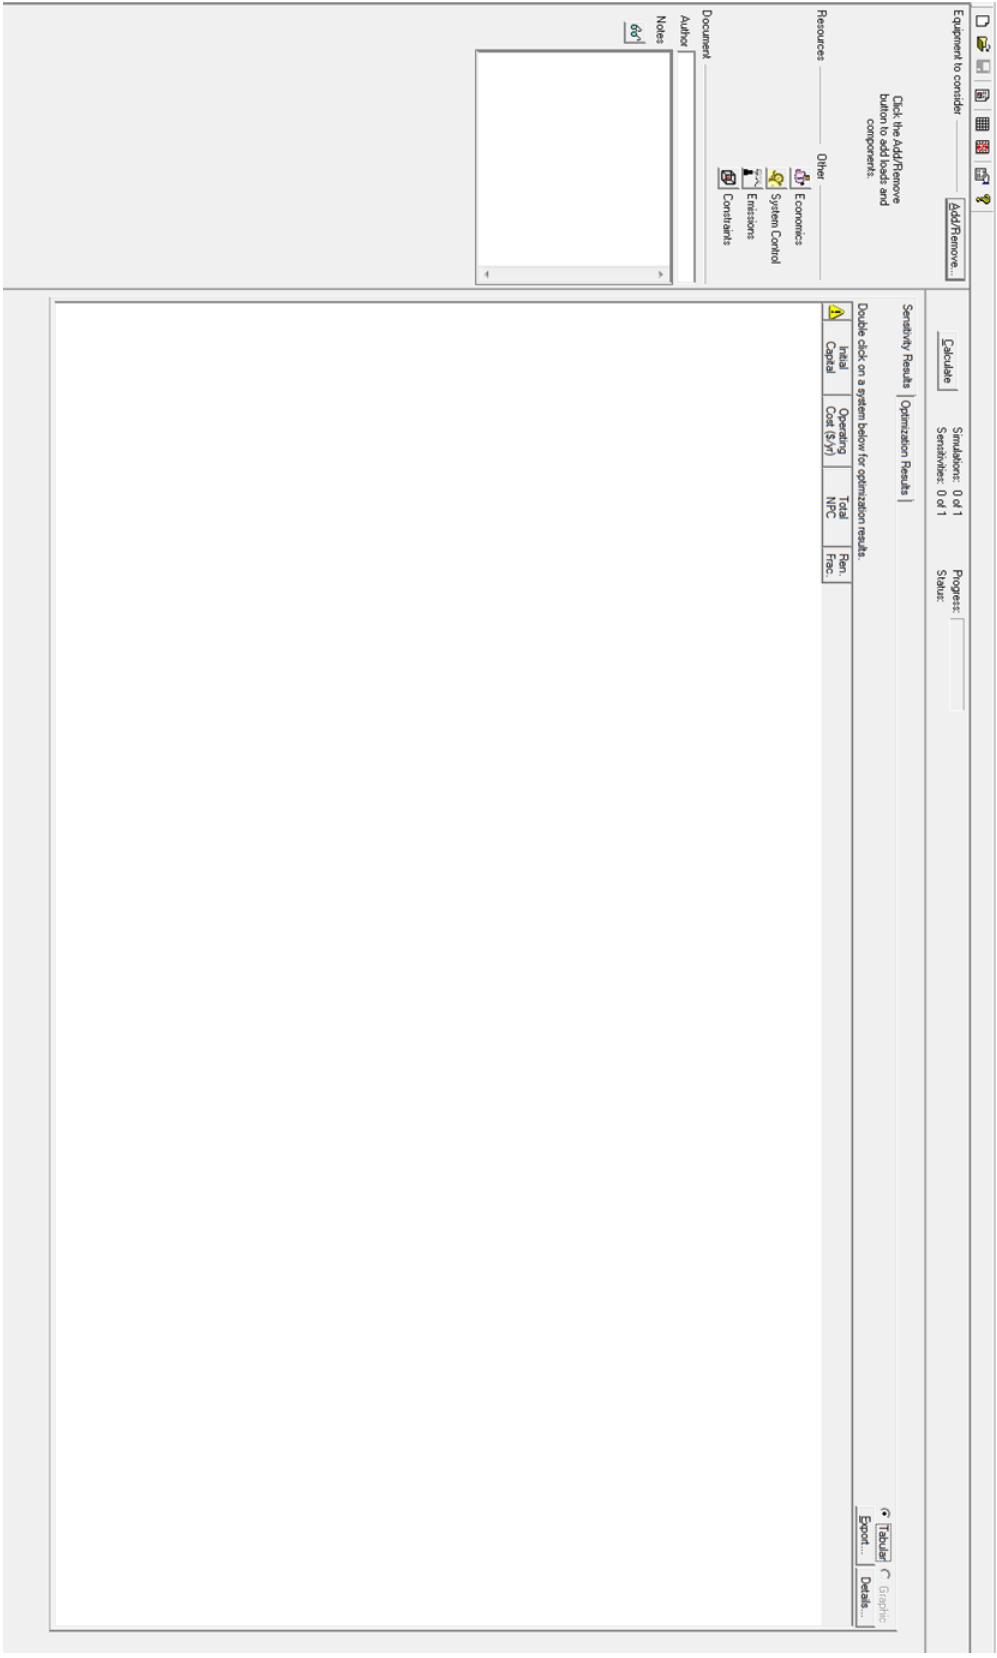 Equipment to consider
Add/Remove...
Click the Add/Remove
button to add loads and
components.
Resources
Other
Economics
System Control
Emissions
Constraints
Document
Author
Notes
Calculate
Simulations: 0 of 1
Sensitivities: 0 of 1
Progress:
Status:
Sensitivity Results
Optimization Results
Double click on a system below for optimization results.
Tabular
Graphic
Export...
Details...
Initial
Capital
Operating
Cost ($/yr)
Total
NPC
Ren.
Frac.